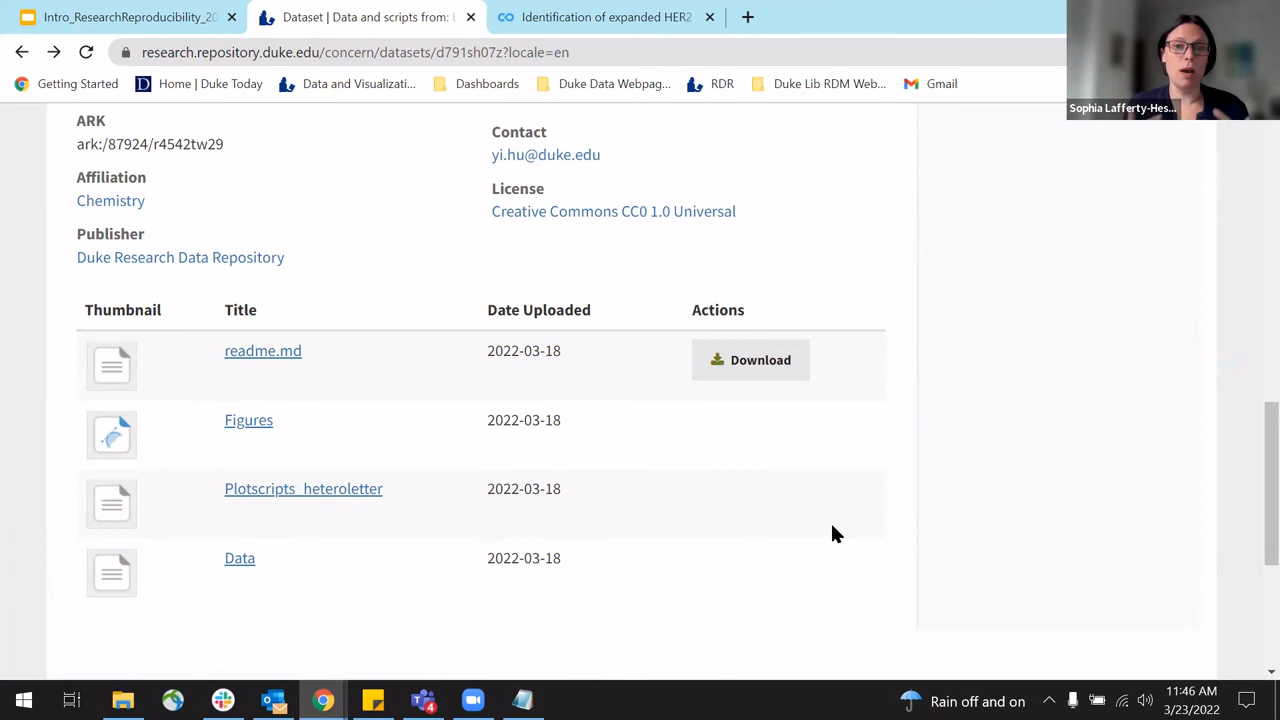 Intro_ResearchReproducibility_20
Dataset | Data and scripts from: L
Identification of expanded HER2
research.repository.duke.edu/concern/datasets/d791sh07z?locale=en
Getting Started
Home | Duke Today
Data and Visualizati...
Dashboards
Duke Data Webpag...
RDR
Duke Lib RDM Web...
Gmail
Sophia Lafferty-Hes...
ARK
ark:/87924/r4542tw29
Affiliation
Chemistry
Publisher
Duke Research Data Repository
Contact
yi.hu@duke.edu
License
Creative Commons CC0 1.0 Universal
Thumbnail Title Date Uploaded Actions
readme.md 2022-03-18 Download
Figures 2022-03-18
Plotscripts_heteroletter 2022-03-18
Data 2022-03-18
Rain off and on
11:46 AM
3/23/2022